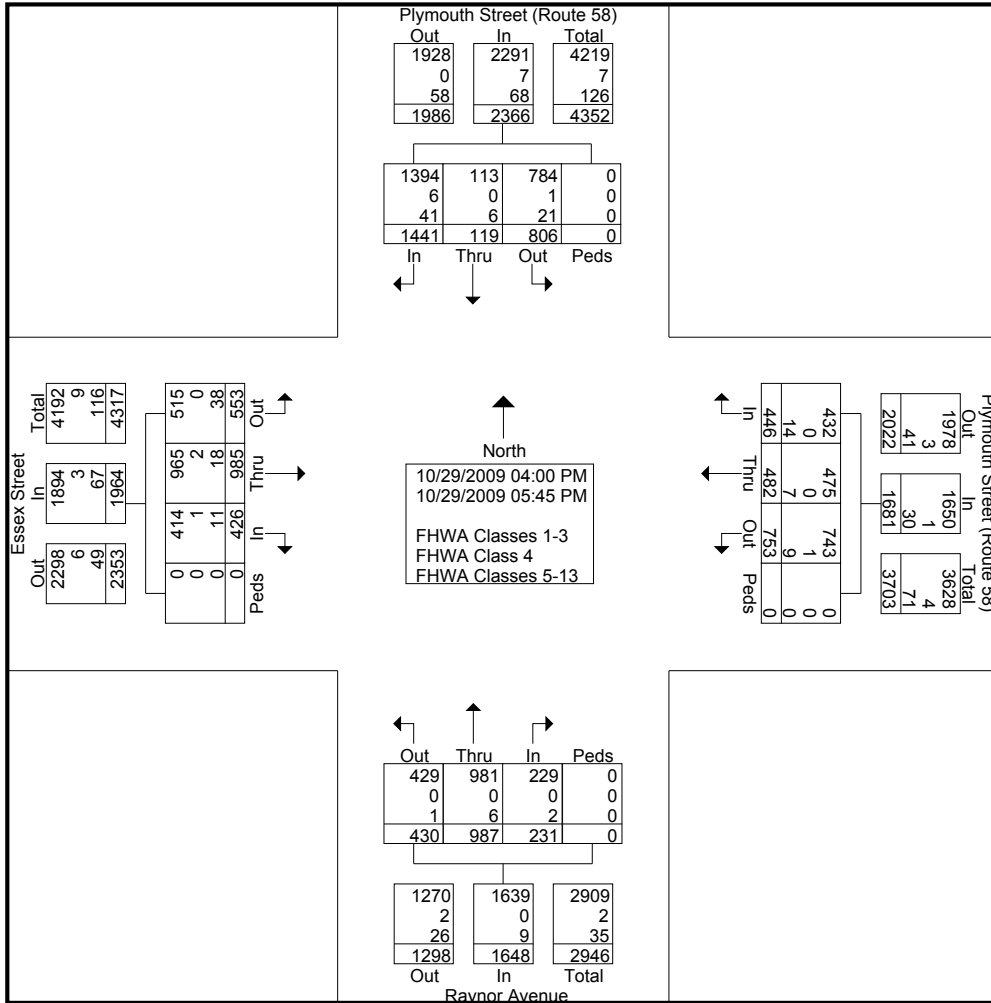 Plymouth Street (Route 58)
Out In Total
1928 2291 4219
0 7 7
58 68 126
1986 2366 4352
1394 113 784 0
6 0 1 0
41 6 21 0
1441 119 806 0
In Thru Out Peds
Essex Street
Total In Out
4192 1894 2298
9 3 6
116 67 49
4317 1964 2353
515 965 414 0
0 2 1 0
38 18 11 0
553 985 426 0
Out Thru In Peds
North
10/29/2009 04:00 PM
10/29/2009 05:45 PM
FHWA Classes 1-3
FHWA Class 4
FHWA Classes 5-13
In Thru Out Peds
432 475 743 0
0 0 1 0
14 7 9 0
446 482 753 0
Plymouth Street (Route 58)
Out In Total
1978 1650 3628
3 1 4
41 30 71
2022 1681 3703
Out Thru In Peds
429 981 229 0
0 0 0 0
1 6 2 0
430 987 231 0
1270 1639 2909
2 0 2
26 9 35
1298 1648 2946
Out In Total
Raynor Avenue